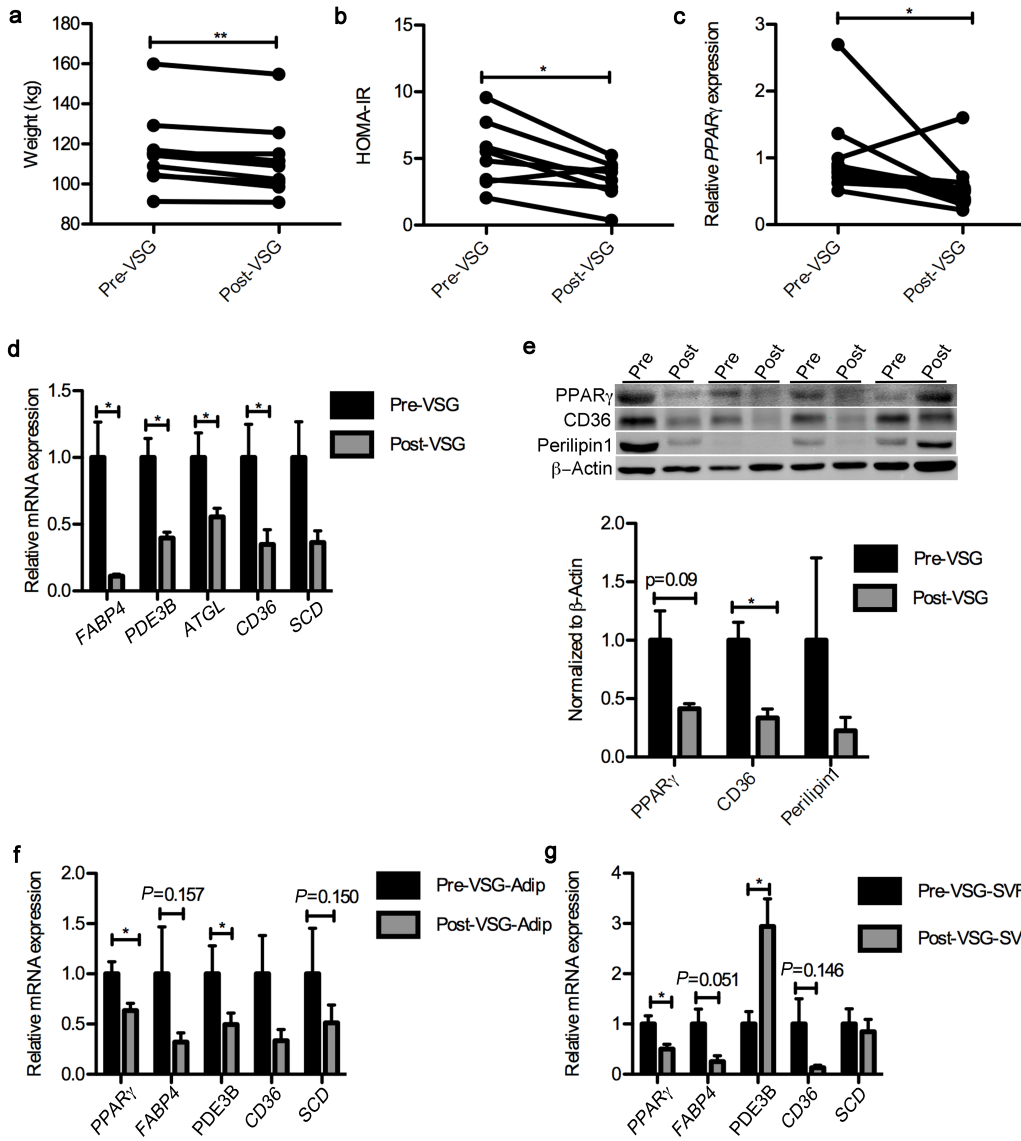 a
180
160
140
120
100
80
Weight (kg)
**
Pre-VSG
Post-VSG
b
15
10
5
0
HOMA-IR
*
Pre-VSG
Post-VSG
c
3
2
1
0
Relative PPARγ expression
*
Pre-VSG
Post-VSG
d
1.5
1.0
0.5
0.0
Relative mRNA expression
* * * *
FABP4 PDE3B ATGL CD36 SCD
Pre-VSG
Post-VSG
e
Pre Post Pre Post Pre Post Pre Post
PPARγ
CD36
Perilipin1
β–Actin
2.0
1.5
1.0
0.5
0.0
Normalized to β-Actin
p=0.09
*
PPARγ CD36 Perilipin1
Pre-VSG
Post-VSG
f
2.0
1.5
1.0
0.5
0.0
Relative mRNA expression
*
P=0.157
*
P=0.150
PPARγ FABP4 PDE3B CD36 SCD
Pre-VSG-Adip
Post-VSG-Adip
g
4
3
2
1
0
Relative mRNA expression
*
P=0.051
*
P=0.146
PPARγ FABP4 PDE3B CD36 SCD
Pre-VSG-SVF
Post-VSG-SV